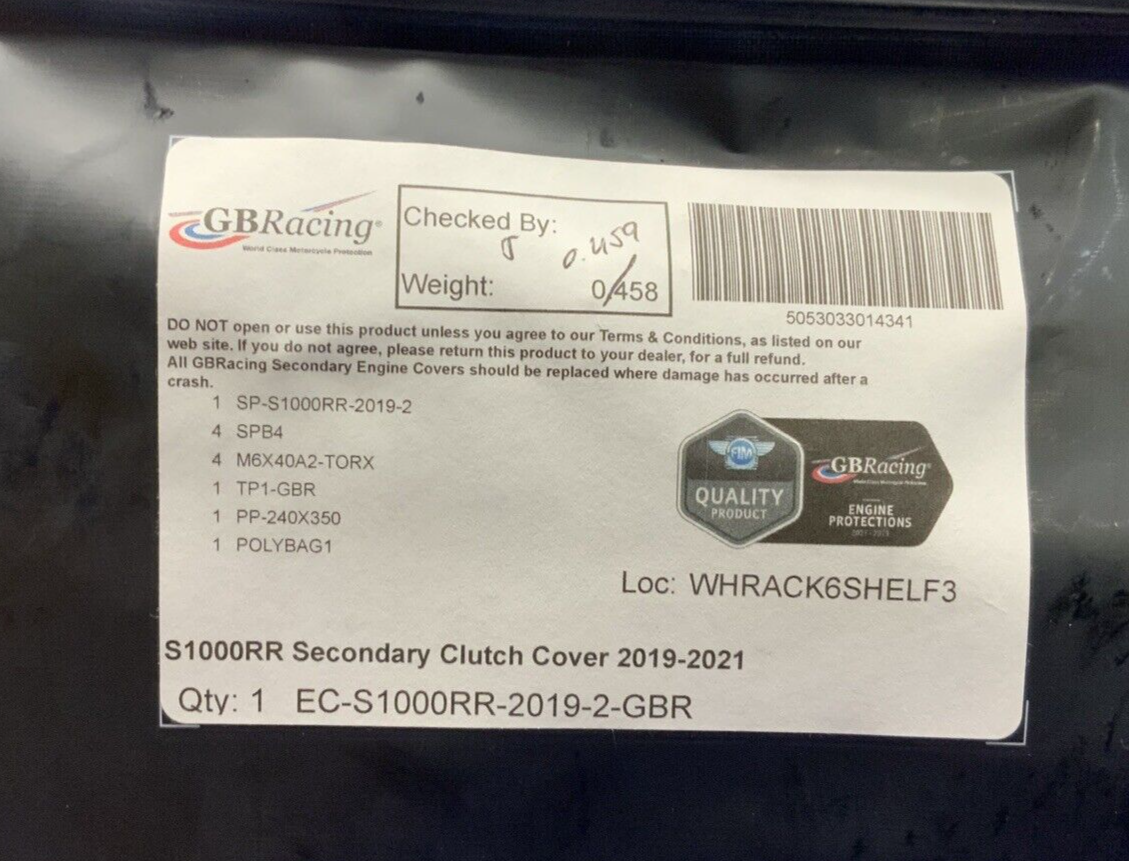 GBRacing®
World Class Motorcycle Protection
Checked By:
0.459
Weight: 0.458
5053033014341
DO NOT open or use this product unless you agree to our Terms & Conditions, as listed on our
web site. If you do not agree, please return this product to your dealer, for a full refund.
All GBRacing Secondary Engine Covers should be replaced where damage has occurred after a
crash.
1 SP-S1000RR-2019-2
4 SPB4
4 M6X40A2-TORX
1 TP1-GBR
1 PP-240X350
1 POLYBAG1
FIM
QUALITY
PRODUCT
GBRacing®
World Class Motorcycle Protection
ENGINE
PROTECTIONS
Loc: WHRACK6SHELF3
S1000RR Secondary Clutch Cover 2019-2021
Qty: 1 EC-S1000RR-2019-2-GBR